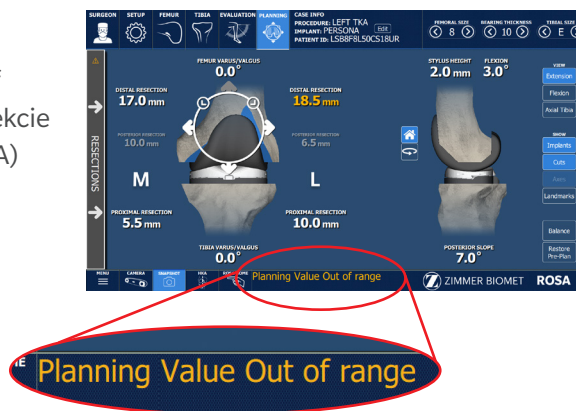 ekcie
A)
SURGEON SETUP FEMUR TIBIA EVALUATION PLANNING
CASE INFO
PROCEDURE: LEFT TKA
IMPLANT: PERSONA Edit
PATIENT ID: LSB8F8L50CS18UR
FEMORAL SIZE BEARING THICKNESS TIBIAL SIZE
8 10 E
FEMUR VARUS/VALGUS
0.0°
STYLUS HEIGHT FLEXION
2.0 mm 3.0°
VIEW
Extension
Flexion
Axial Tibia
DISTAL RESECTION
17.0 mm
DISTAL RESECTION
18.5 mm
POSTERIOR RESECTION
10.0 mm
POSTERIOR RESECTION
6.5 mm
RESECTIONS
SHOW
Implants
Cuts
Landmarks
M L
PROXIMAL RESECTION
5.5 mm
PROXIMAL RESECTION
10.0 mm
Balance
Restore
Pre-Plan
TIBIA VARUS/VALGUS
0.0°
POSTERIOR SLOPE
7.0°
MENU CAMERA SNAPSHOT HKA
Planning Value Out of range
ZIMMER BIOMET ROSA
Planning Value Out of range